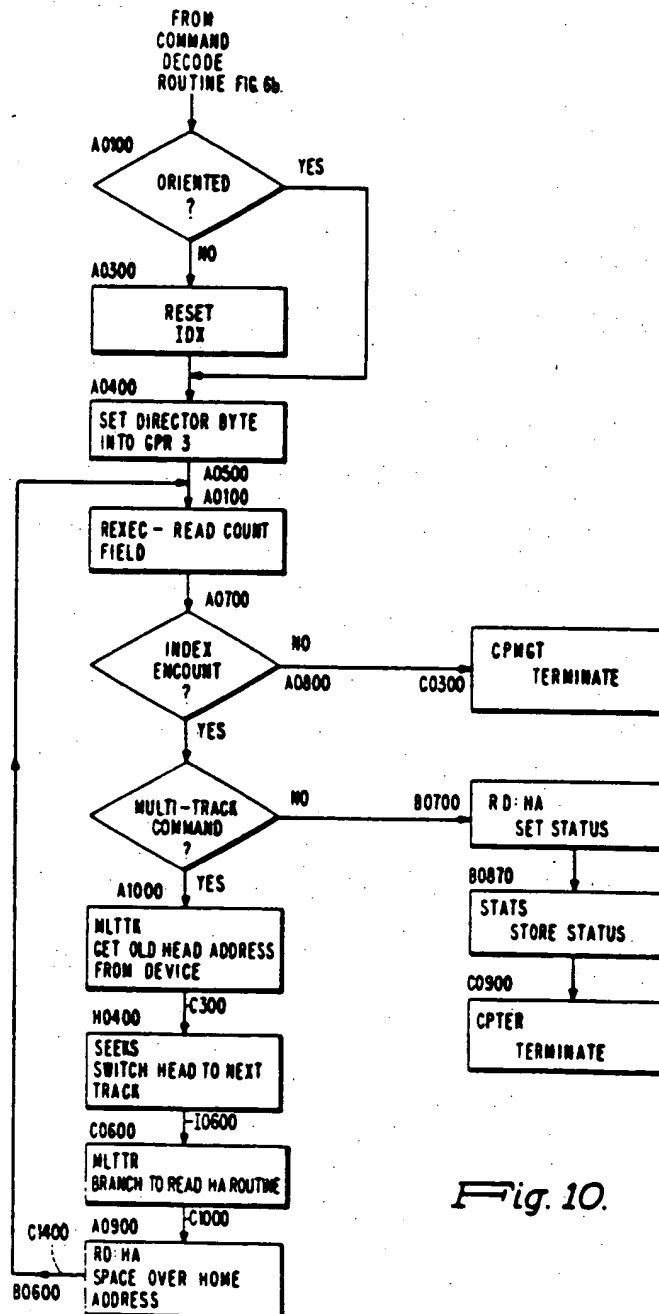 FROM
COMMAND
DECODE
ROUTINE FIG. 6b.
A0100
YES
ORIENTED
?
NO
A0300
RESET
IDX
A0400
SET DIRECTOR BYTE
INTO GPR 3
A0500
A0100
REXEC - READ COUNT
FIELD
A0700
INDEX
ENCOUNT
?
NO
A0800
C0300
CPMGT
TERMINATE
YES
MULTI-TRACK
COMMAND
?
NO
B0700
RD:HA
SET STATUS
YES
A1000
B0870
MLTTK
GET OLD HEAD ADDRESS
FROM DEVICE
STATS
STORE STATUS
C300
H0400
C0900
SEEKS
SWITCH HEAD TO NEXT
TRACK
CPTER
TERMINATE
I0600
C0600
MLTTR
BRANCH TO READ HA ROUTINE
C1000
A0900
C1400
B0600
RD:HA
SPACE OVER HOME
ADDRESS
Fig. 10.